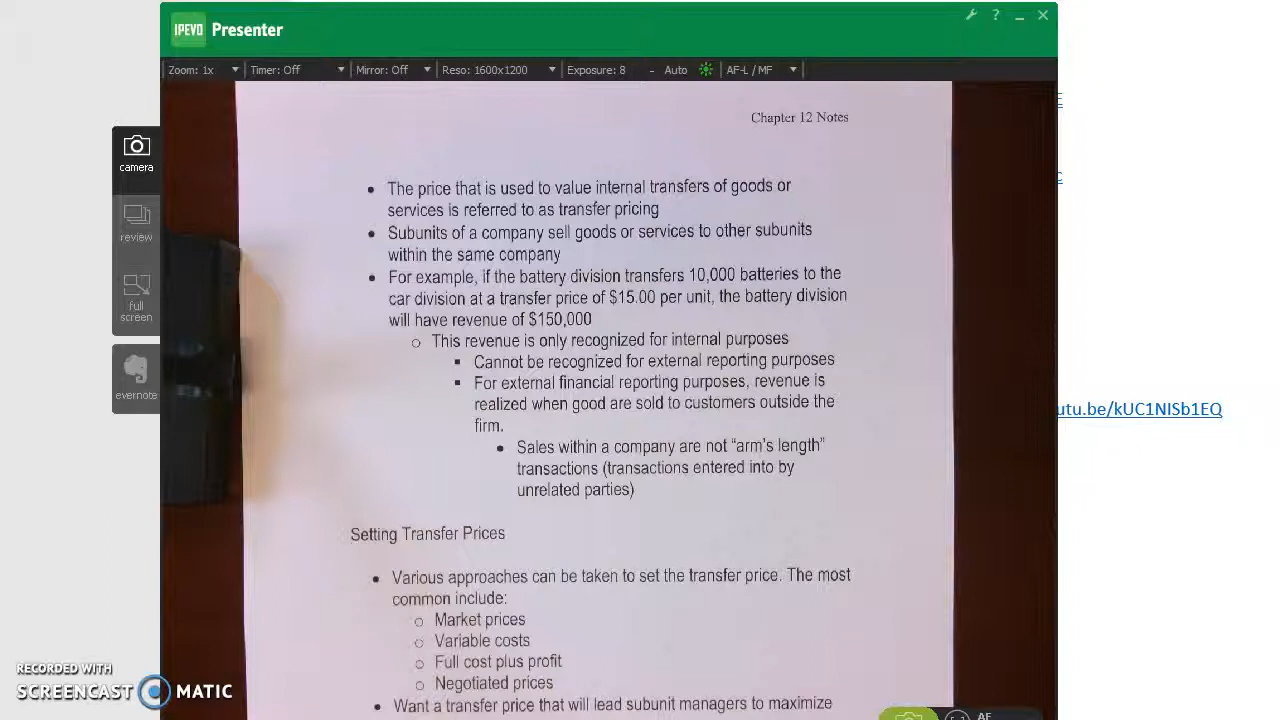 IPEVO Presenter
Zoom: 1x Timer: Off Mirror: Off Reso: 1600x1200 Exposure: 8 - Auto AF-L / MF
camera
review
full
screen
evernote
Chapter 12 Notes
• The price that is used to value internal transfers of goods or
services is referred to as transfer pricing
• Subunits of a company sell goods or services to other subunits
within the same company
• For example, if the battery division transfers 10,000 batteries to the
car division at a transfer price of $15.00 per unit, the battery division
will have revenue of $150,000
o This revenue is only recognized for internal purposes
▪ Cannot be recognized for external reporting purposes
▪ For external financial reporting purposes, revenue is
realized when good are sold to customers outside the
firm.
• Sales within a company are not “arm’s length”
transactions (transactions entered into by
unrelated parties)
Setting Transfer Prices
• Various approaches can be taken to set the transfer price. The most
common include:
o Market prices
o Variable costs
o Full cost plus profit
o Negotiated prices
• Want a transfer price that will lead subunit managers to maximize
AF
utu.be/kUC1NISb1EQ
RECORDED WITH
SCREENCAST MATIC